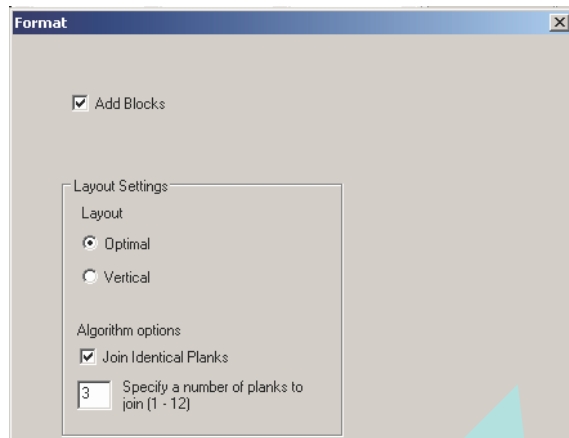 Format
Add Blocks
Layout Settings
Layout
Optimal
Vertical
Algorithm options
Join Identical Planks
3
Specify a number of planks to
join (1 - 12)